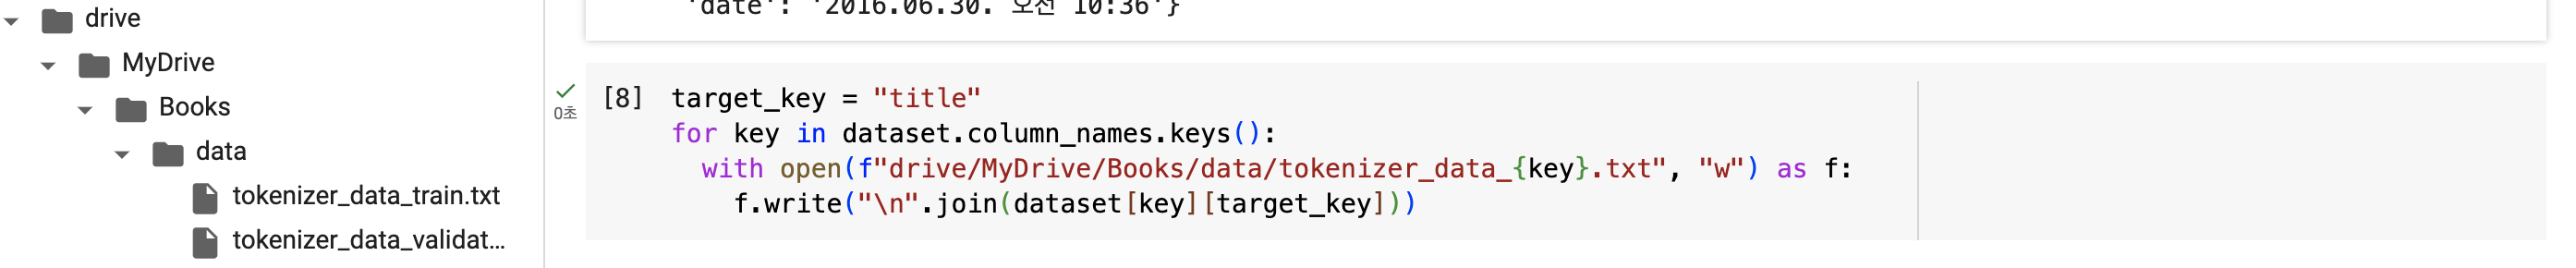 drive
MyDrive
Books
data
tokenizer_data_train.txt
tokenizer_data_validat...
'date': '2016.06.30. 오전 10:36'}
0초
[8] target_key = "title"
for key in dataset.column_names.keys():
  with open(f"drive/MyDrive/Books/data/tokenizer_data_{key}.txt", "w") as f:
    f.write("\n".join(dataset[key][target_key]))